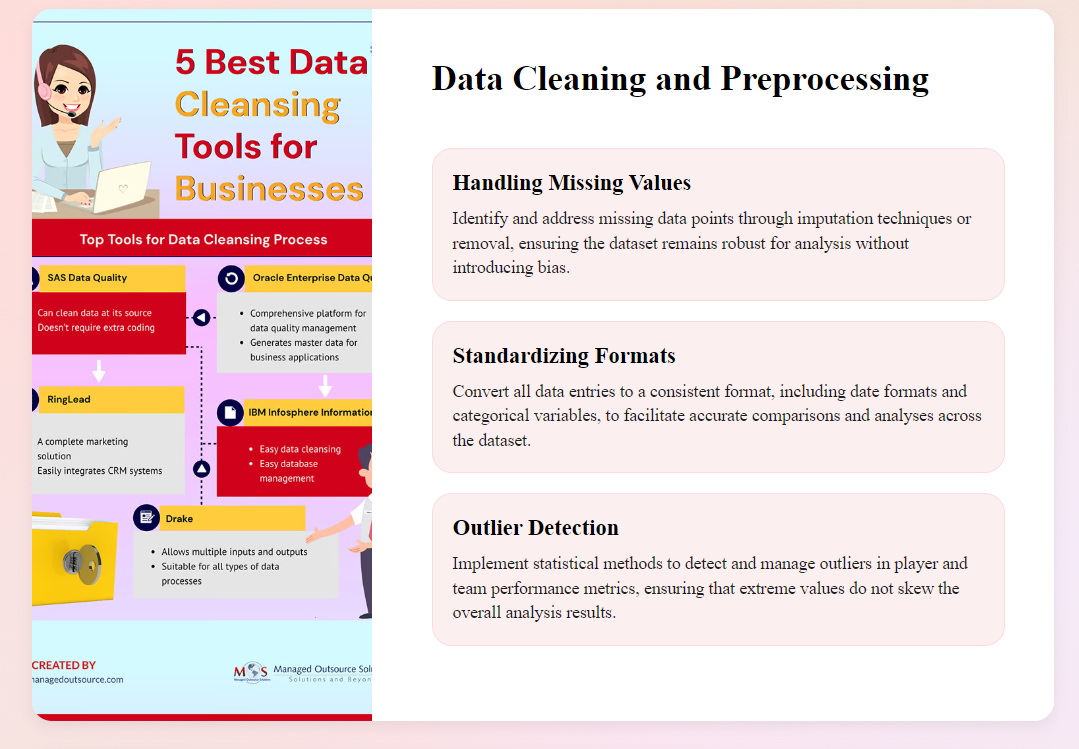 5 Best Data
Cleansing
Tools for
Businesses
Top Tools for Data Cleansing Process
SAS Data Quality
Can clean data at its source
Doesn't require extra coding
Oracle Enterprise Data Qu
• Comprehensive platform for
data quality management
• Generates master data for
business applications
RingLead
A complete marketing
solution
Easily integrates CRM systems
IBM Infosphere Information
• Easy data cleansing
• Easy database
management
Drake
• Allows multiple inputs and outputs
• Suitable for all types of data
processes
CREATED BY
managedoutsource.com
MOS
Managed Outsource Solu
Solutions and Beyon
Data Cleaning and Preprocessing
Handling Missing Values
Identify and address missing data points through imputation techniques or
removal, ensuring the dataset remains robust for analysis without
introducing bias.
Standardizing Formats
Convert all data entries to a consistent format, including date formats and
categorical variables, to facilitate accurate comparisons and analyses across
the dataset.
Outlier Detection
Implement statistical methods to detect and manage outliers in player and
team performance metrics, ensuring that extreme values do not skew the
overall analysis results.